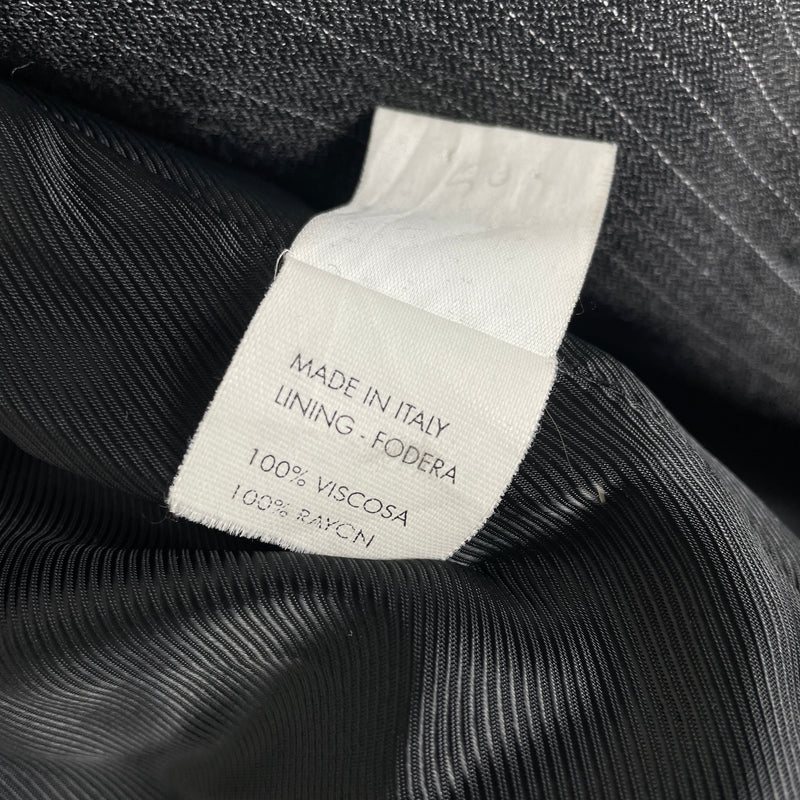 MADE IN ITALY
LINING - FODERA
100% VISCOSA
100% RAYON